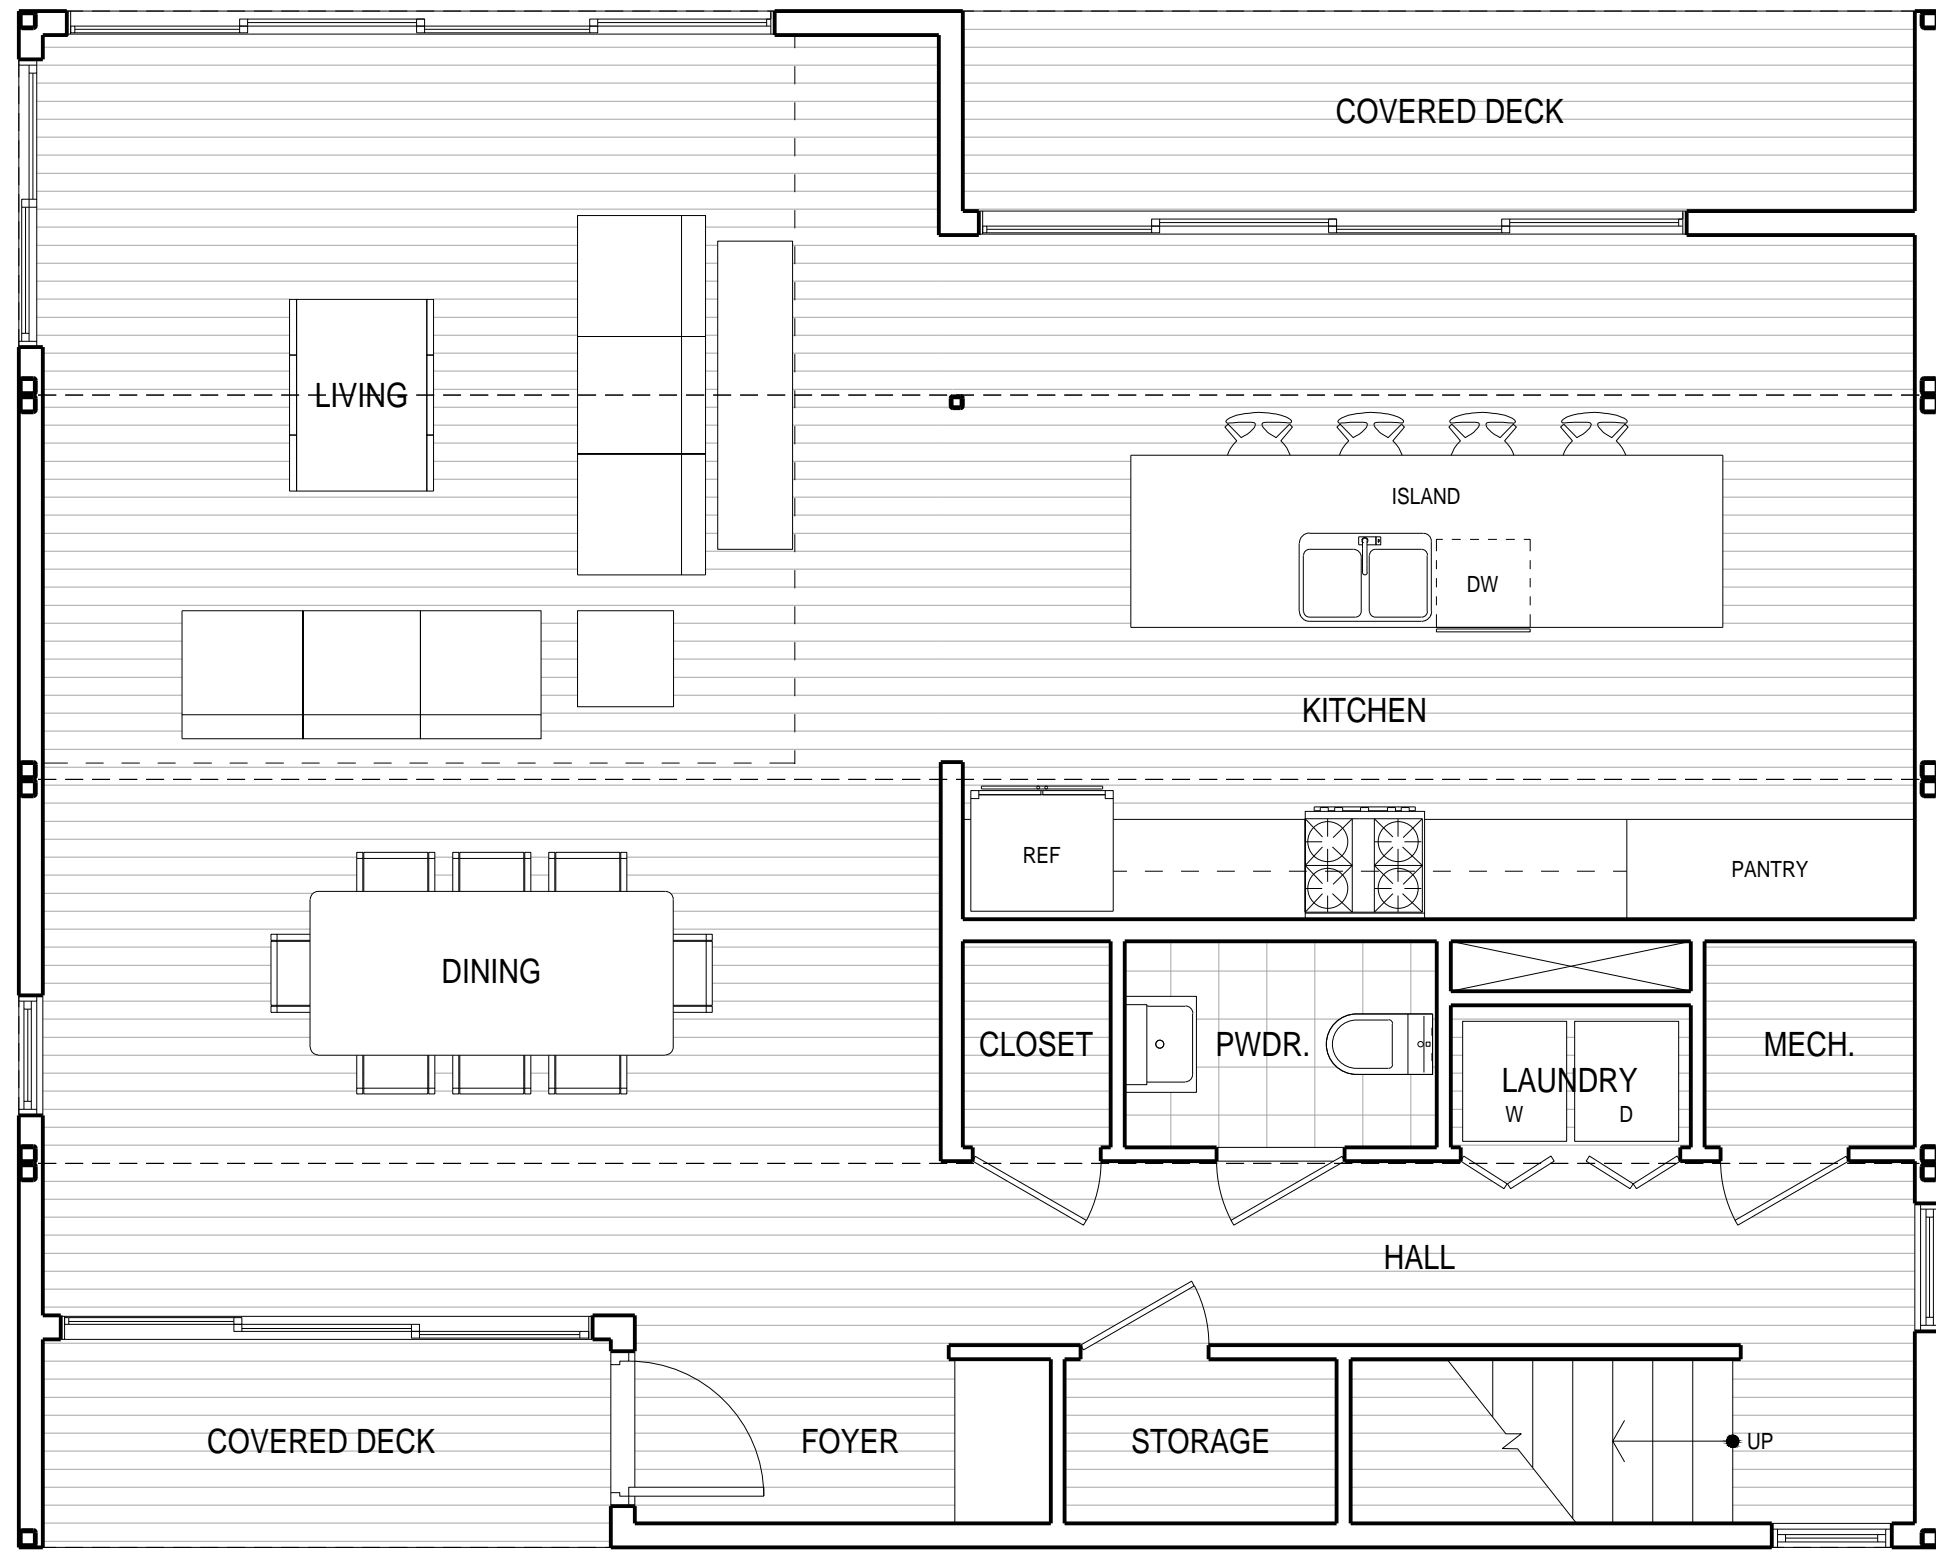 COVERED DECK
LIVING
ISLAND
DW
KITCHEN
REF
PANTRY
DINING
CLOSET
PWDR.
LAUNDRY
W
D
MECH.
HALL
COVERED DECK
FOYER
STORAGE
UP